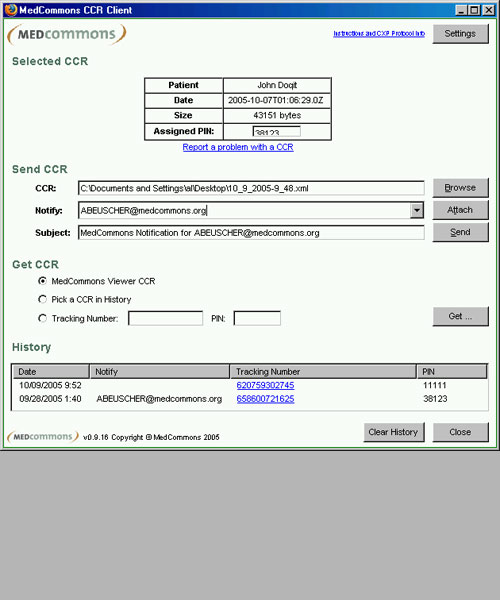 MedCommons CCR Client
MEDcommons
Instructions and CXP Protocol Info
Settings
Selected CCR
Patient John Doqit
Date 2005-10-07T01:06:29.0Z
Size 43151 bytes
Assigned PIN: 38123
Report a problem with a CCR
Send CCR
CCR: C:\Documents and Settings\al\Desktop\10_9_2005-9_48.xml Browse
Notify: ABEUSCHER@medcommons.org Attach
Subject: MedCommons Notification for ABEUSCHER@medcommons.org Send
Get CCR
MedCommons Viewer CCR
Pick a CCR in History
Tracking Number: PIN: Get ...
History
Date Notify Tracking Number PIN
10/09/2005 9:52 620759302745 11111
09/28/2005 1:40 ABEUSCHER@medcommons.org 658600721625 38123
MEDcommons v0.9.16 Copyright © MedCommons 2005 Clear History Close